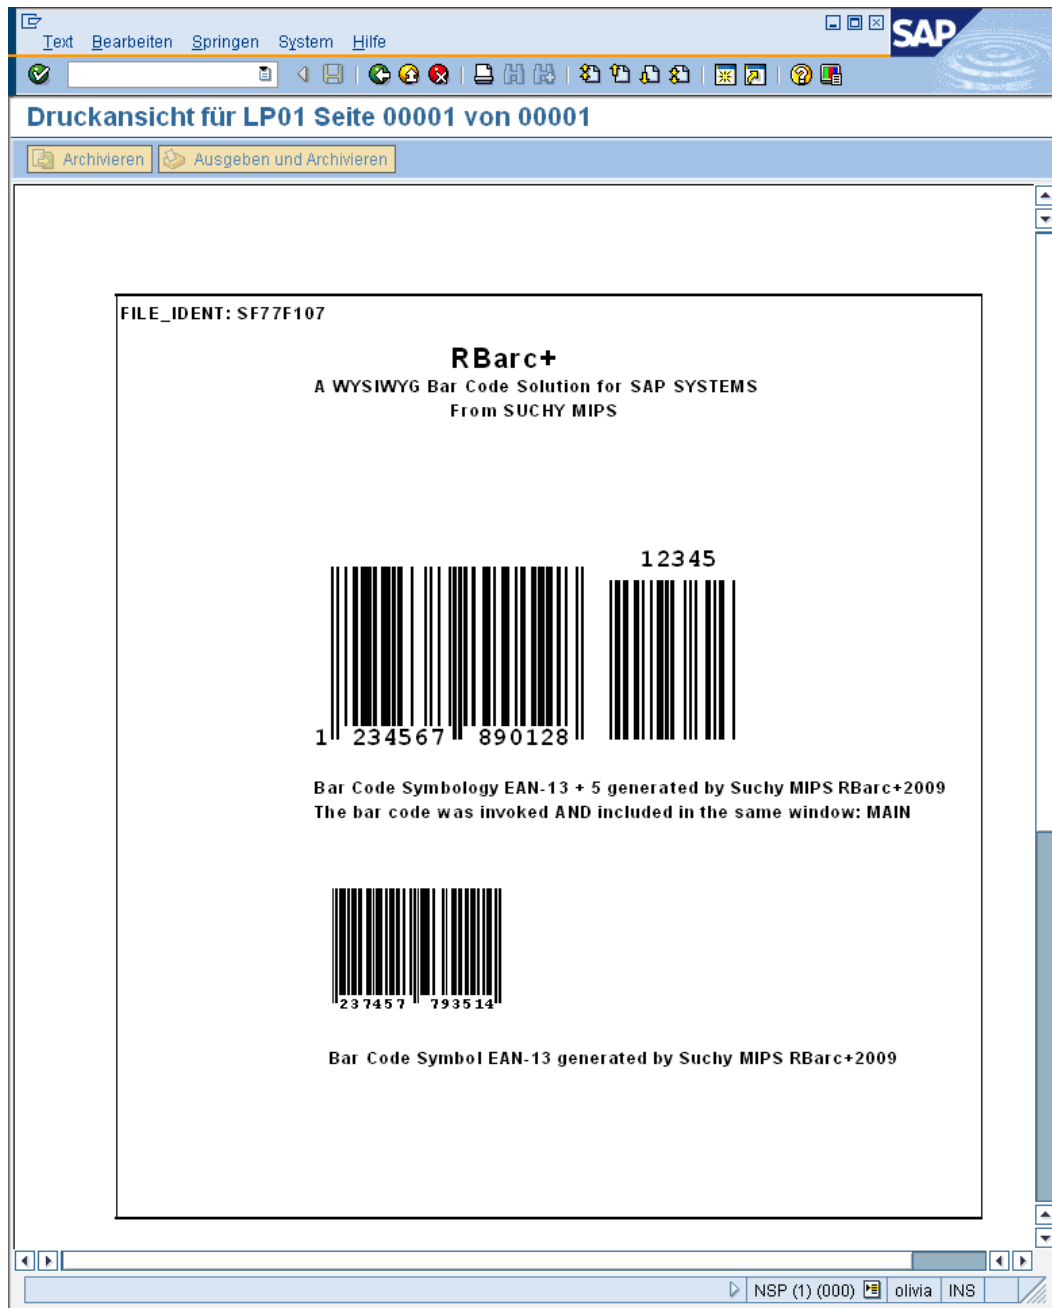 Text Bearbeiten Springen System Hilfe
SAP
Druckansicht für LP01 Seite 00001 von 00001
Archivieren Ausgeben und Archivieren
FILE_IDENT: SF77F107
RBarc+
A WYSIWYG Bar Code Solution for SAP SYSTEMS
From SUCHY MIPS
12345
1 234567 890128
Bar Code Symbology EAN-13 + 5 generated by Suchy MIPS RBarc+2009
The bar code was invoked AND included in the same window: MAIN
237457 793514
Bar Code Symbol EAN-13 generated by Suchy MIPS RBarc+2009
NSP (1) (000) olivia INS